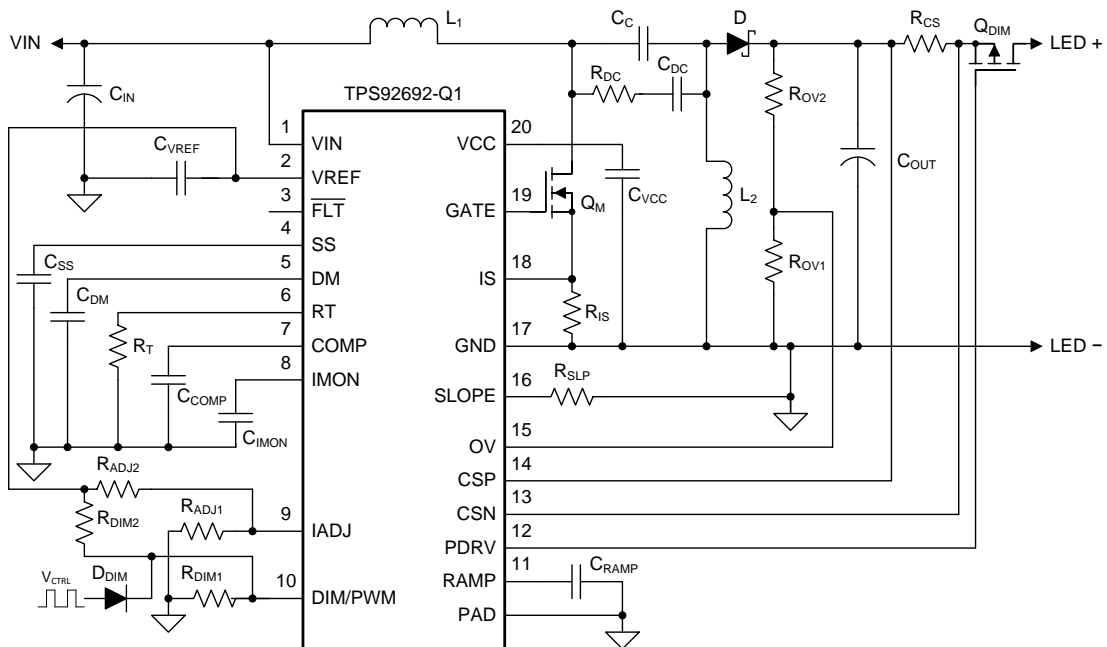 L1
CC
D
RCS
QDIM
VIN
LED +
CIN
RDC
CDC
ROV2
TPS92692-Q1
CVREF
1
VIN
VCC
20
COUT
2
VREF
CVCC
L2
3
FLT
GATE
19
QM
4
SS
CSS
5
DM
IS
18
ROV1
CDM
6
RT
RIS
RT
7
COMP
GND
17
LED −
8
IMON
RSLP
CCOMP
SLOPE
16
CIMON
OV
15
RADJ2
CSP
14
RADJ1
CSN
13
RDIM2
9
IADJ
PDRV
12
VCTRL
DDIM
RDIM1
10
DIM/PWM
RAMP
11
CRAMP
PAD